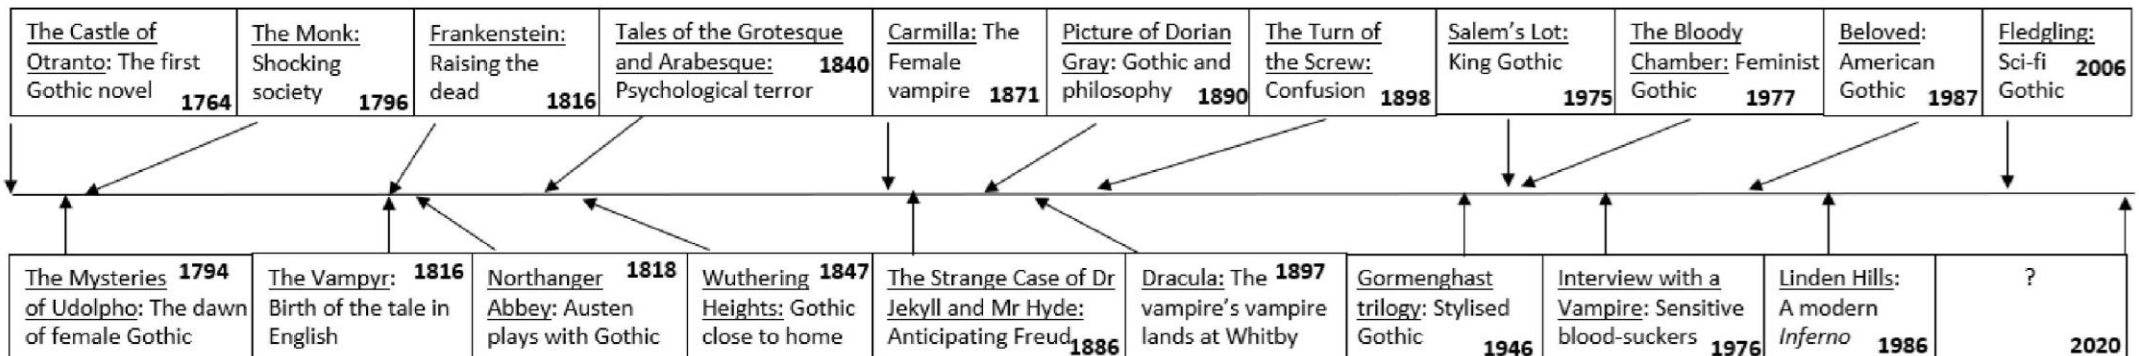 The Castle of
Otranto: The first
Gothic novel 1764
The Monk:
Shocking
society 1796
Frankenstein:
Raising the
dead 1816
Tales of the Grotesque
and Arabesque: 1840
Psychological terror
Carmilla: The
Female
vampire 1871
Picture of Dorian
Gray: Gothic and
philosophy 1890
The Turn of
the Screw:
Confusion 1898
Salem’s Lot:
King Gothic
1975
The Bloody
Chamber: Feminist
Gothic 1977
Beloved:
American
Gothic 1987
Fledgling:
Sci-fi 2006
Gothic
The Mysteries 1794
of Udolpho: The dawn
of female Gothic
The Vampyr: 1816
Birth of the tale in
English
Northanger 1818
Abbey: Austen
plays with Gothic
Wuthering 1847
Heights: Gothic
close to home
The Strange Case of Dr
Jekyll and Mr Hyde:
Anticipating Freud 1886
Dracula: The 1897
vampire’s vampire
lands at Whitby
Gormenghast
trilogy: Stylised
Gothic 1946
Interview with a
Vampire: Sensitive
blood-suckers 1976
Linden Hills:
A modern
Inferno 1986
?
2020